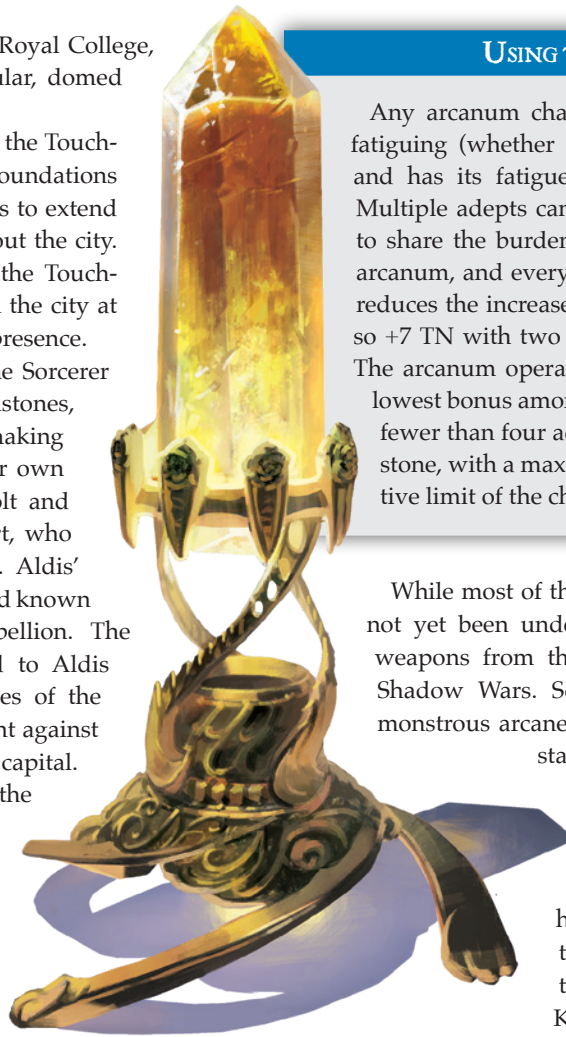 Royal College,
ular, domed
the Touch-
oundations
s to extend
out the city.
the Touch-
the city at
presence.
e Sorcerer
stones,
naking
r own
lt and
t, who
. Aldis’
d known
bellion. The
l to Aldis
es of the
nt against
capital.
the
USING
Any arcanum cha
fatiguing (whether
and has its fatigue
Multiple adepts can
to share the burden
arcanum, and every
reduces the increase
so +7 TN with two
The arcanum opera
lowest bonus amon
fewer than four ad
stone, with a max
tive limit of the ch
While most of th
not yet been unde
weapons from th
Shadow Wars. So
monstrous arcane
sta
h
t
t
K